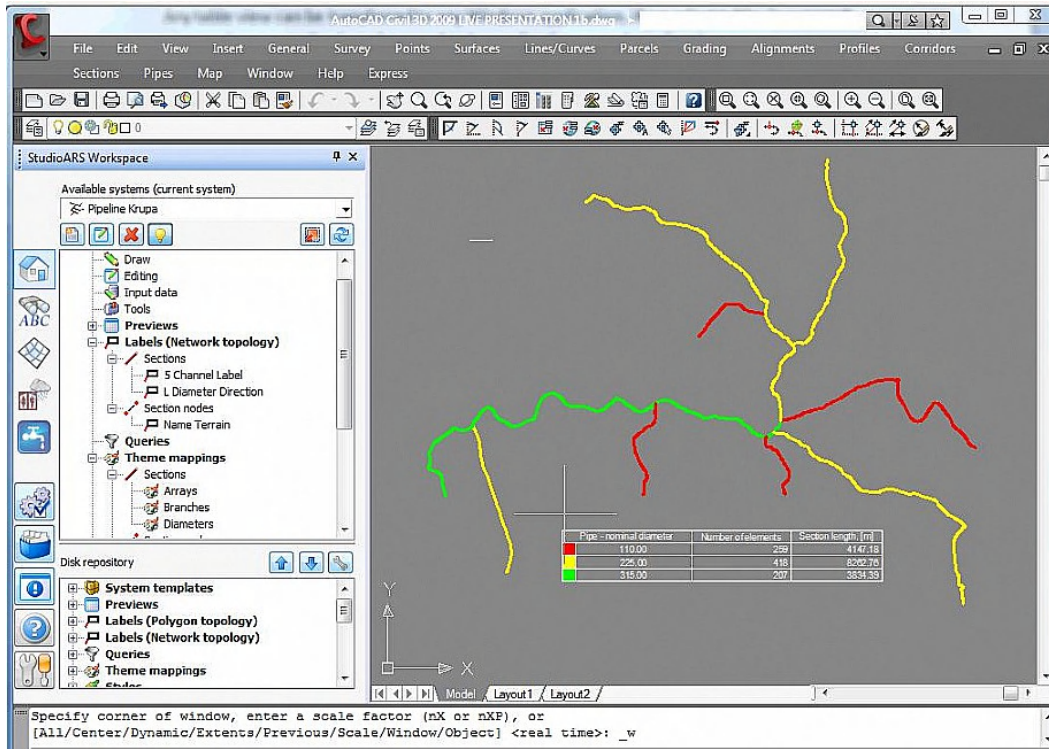 AutoCAD Civil 3D 2009 LIVE PRESENTATION 1b.dwg
File Edit View Insert General Survey Points Surfaces Lines/Curves Parcels Grading Alignments Profiles Corridors
Sections Pipes Map Window Help Express
0
StudioARS Workspace
Available systems (current system)
Pipeline Krupa
Draw
Editing
Input data
Tools
Previews
Labels (Network topology)
Sections
S Channel Label
L Diameter Direction
Section nodes
Name Terrain
Queries
Theme mappings
Sections
Arrays
Branches
Diameters
ABC
Disk repository
System templates
Previews
Labels (Polygon topology)
Labels (Network topology)
Queries
Theme mappings
Styles
Pipe - nominal diameter Number of elements Section length, [m]
110.00 259 4147.18
225.00 418 8262.76
315.00 207 3834.39
Y
X
Model Layout1 Layout2
Specify corner of window, enter a scale factor (nX or nXP), or
[All/Center/Dynamic/Extents/Previous/Scale/Window/Object] <real time>: _w